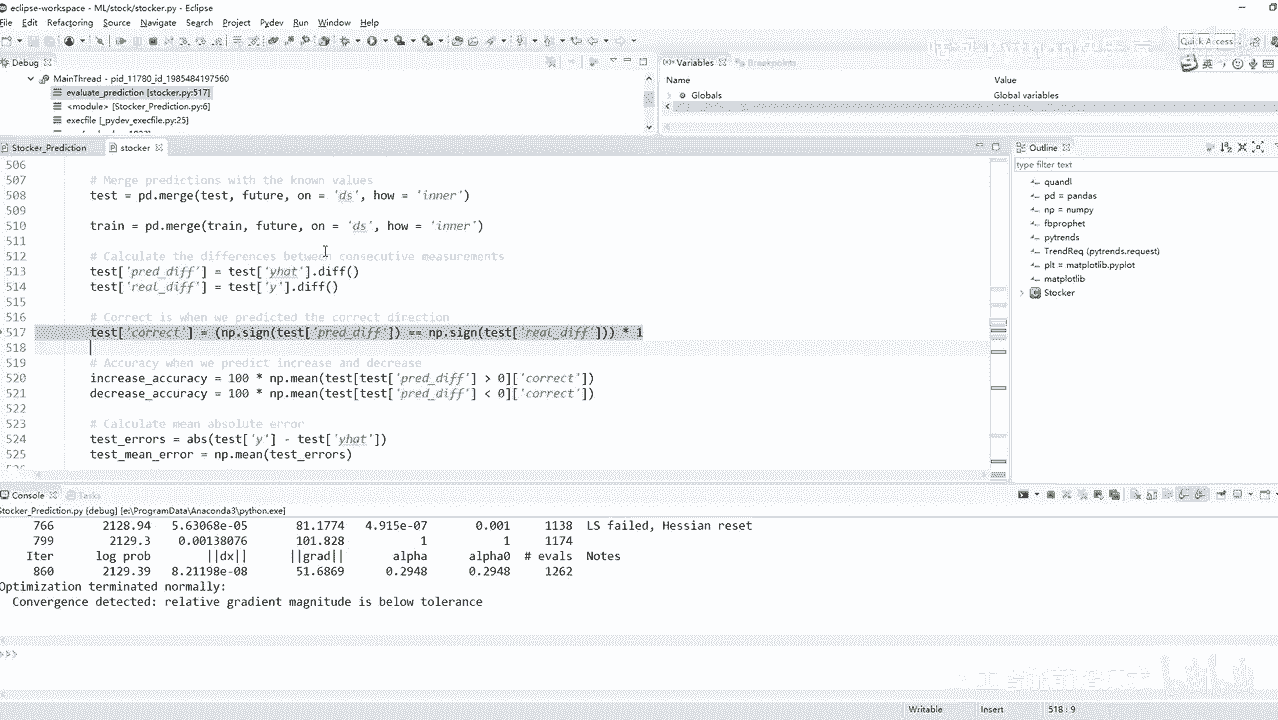 eclipse-workspace - ML/stock/stocker.py - Eclipse
File Edit Refactoring Source Navigate Search Project Pydev Run Window Help
Quick Access
Debug
MainThread - pid_11780_id_1985484197560
evaluate_prediction [stocker.py:517]
<module> [Stocker_Prediction.py:6]
execfile [_pydev_execfile.py:25]
Variables Breakpoints
Name Value
Globals Global variables
Stocker_Prediction stocker
506
507 # Merge predictions with the known values
508 test = pd.merge(test, future, on = 'ds', how = 'inner')
509
510 train = pd.merge(train, future, on = 'ds', how = 'inner')
511
512 # Calculate the differences between consecutive measurements
513 test['pred_diff'] = test['yhat'].diff()
514 test['real_diff'] = test['y'].diff()
515
516 # Correct is when we predicted the correct direction
517 test['correct'] = (np.sign(test['pred_diff']) == np.sign(test['real_diff'])) * 1
518
519 # Accuracy when we predict increase and decrease
520 increase_accuracy = 100 * np.mean(test[test['pred_diff'] > 0]['correct'])
521 decrease_accuracy = 100 * np.mean(test[test['pred_diff'] < 0]['correct'])
522
523 # Calculate mean absolute error
524 test_errors = abs(test['y'] - test['yhat'])
525 test_mean_error = np.mean(test_errors)
Outline
type filter text
quandl
pd = pandas
np = numpy
fbprophet
pytrends
TrendReq (pytrends.request)
plt = matplotlib.pyplot
matplotlib
Stocker
Console Tasks
Stocker_Prediction.py [debug] [e:\ProgramData\Anaconda3\python.exe]
766 2128.94 5.63068e-05 81.1774 4.915e-07 0.001 1138 LS failed, Hessian reset
799 2129.3 0.00138076 101.828 1 1 1174
Iter log prob ||dx|| ||grad|| alpha alpha0 # evals Notes
860 2129.39 8.21198e-08 51.6869 0.2948 0.2948 1262
Optimization terminated normally:
Convergence detected: relative gradient magnitude is below tolerance
>>>
Writable Insert 518 : 9